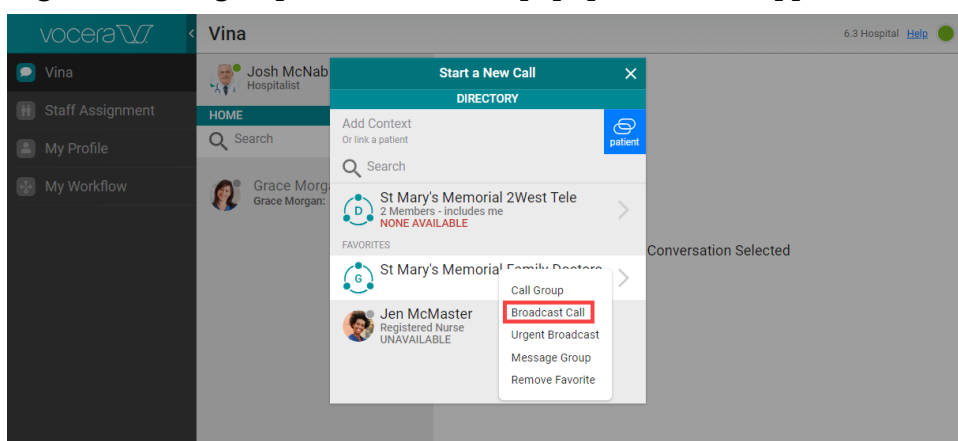 vocera
Vina
6.3 Hospital Help
Vina
Staff Assignment
My Profile
My Workflow
Josh McNab
Hospitalist
HOME
Search
Grace Morg
Grace Morgan:
Start a New Call
DIRECTORY
Add Context
Or link a patient
patient
Search
D
St Mary's Memorial 2West Tele
2 Members - includes me
NONE AVAILABLE
FAVORITES
G
St Mary's Memorial Family Doctors
Jen McMaster
Registered Nurse
UNAVAILABLE
Call Group
Broadcast Call
Urgent Broadcast
Message Group
Remove Favorite
Conversation Selected